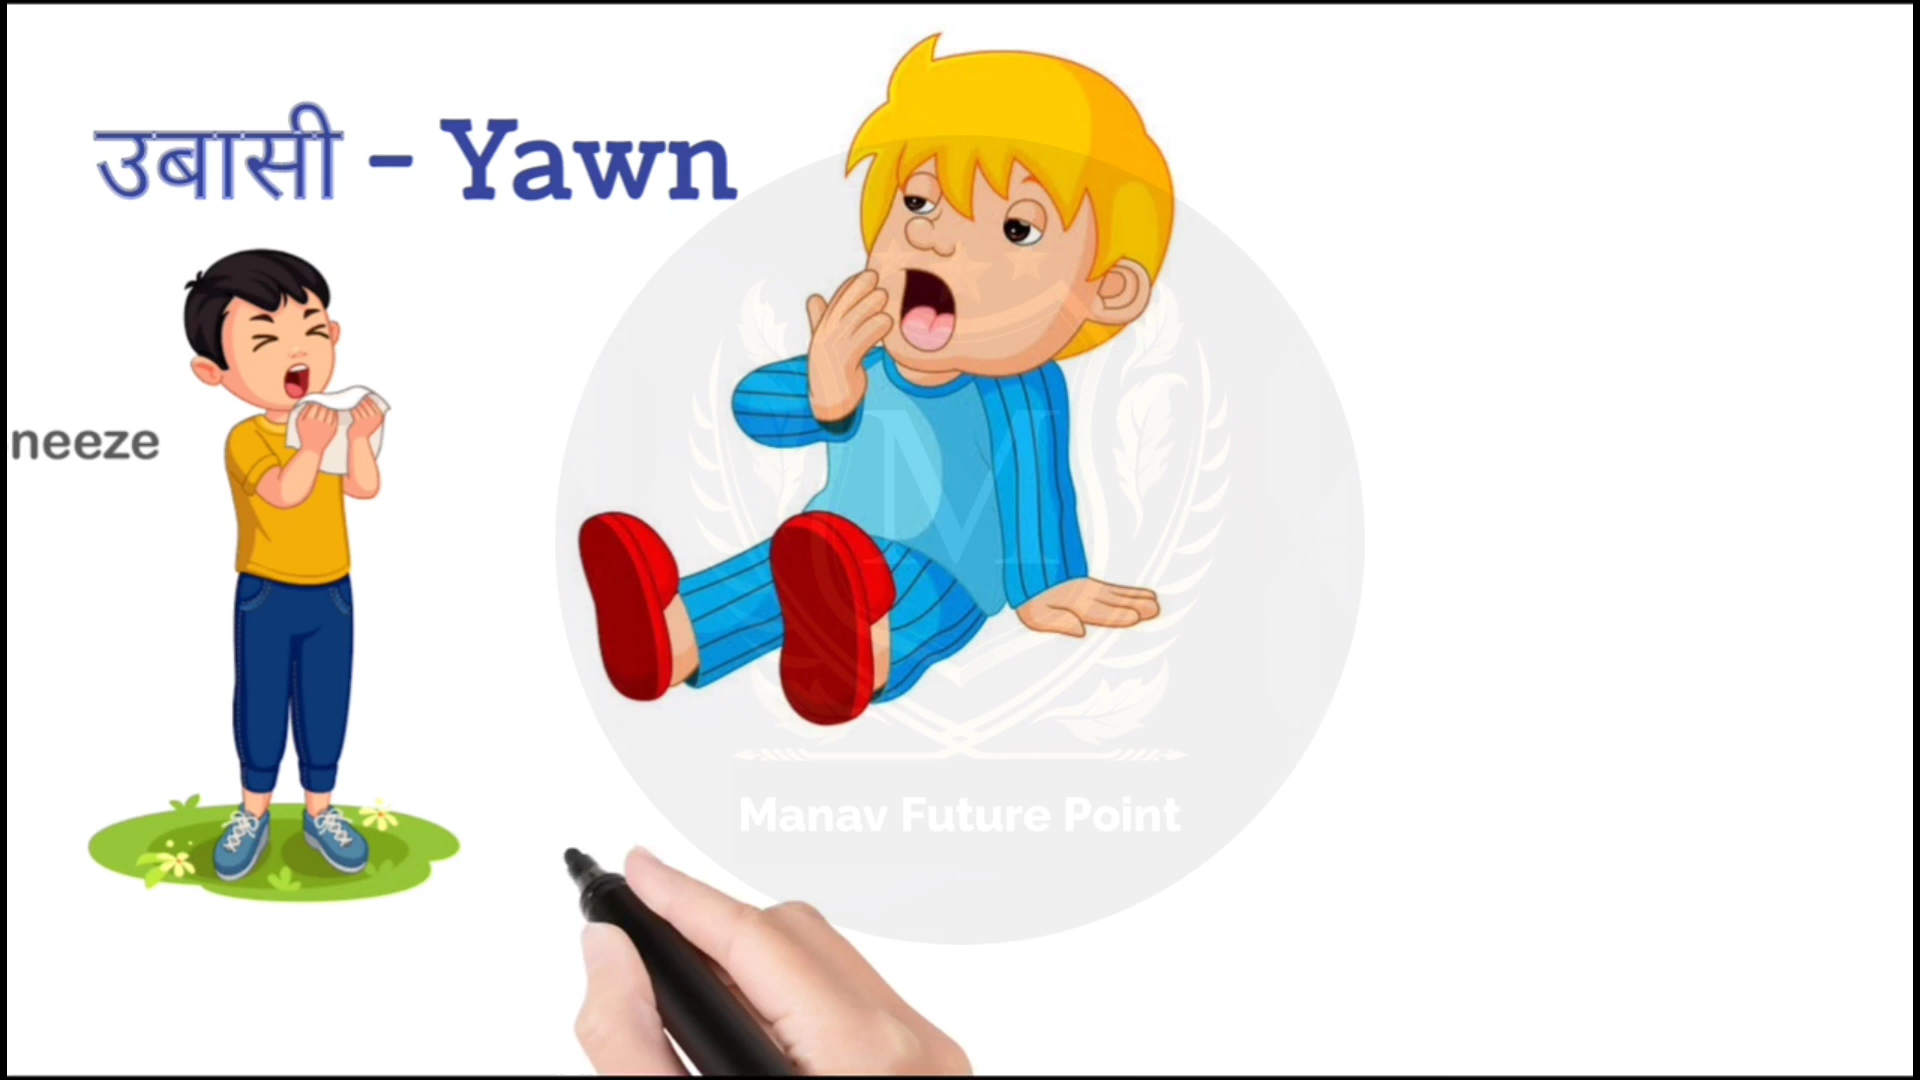 उबासी - Yawn
neeze
Manav Future Point